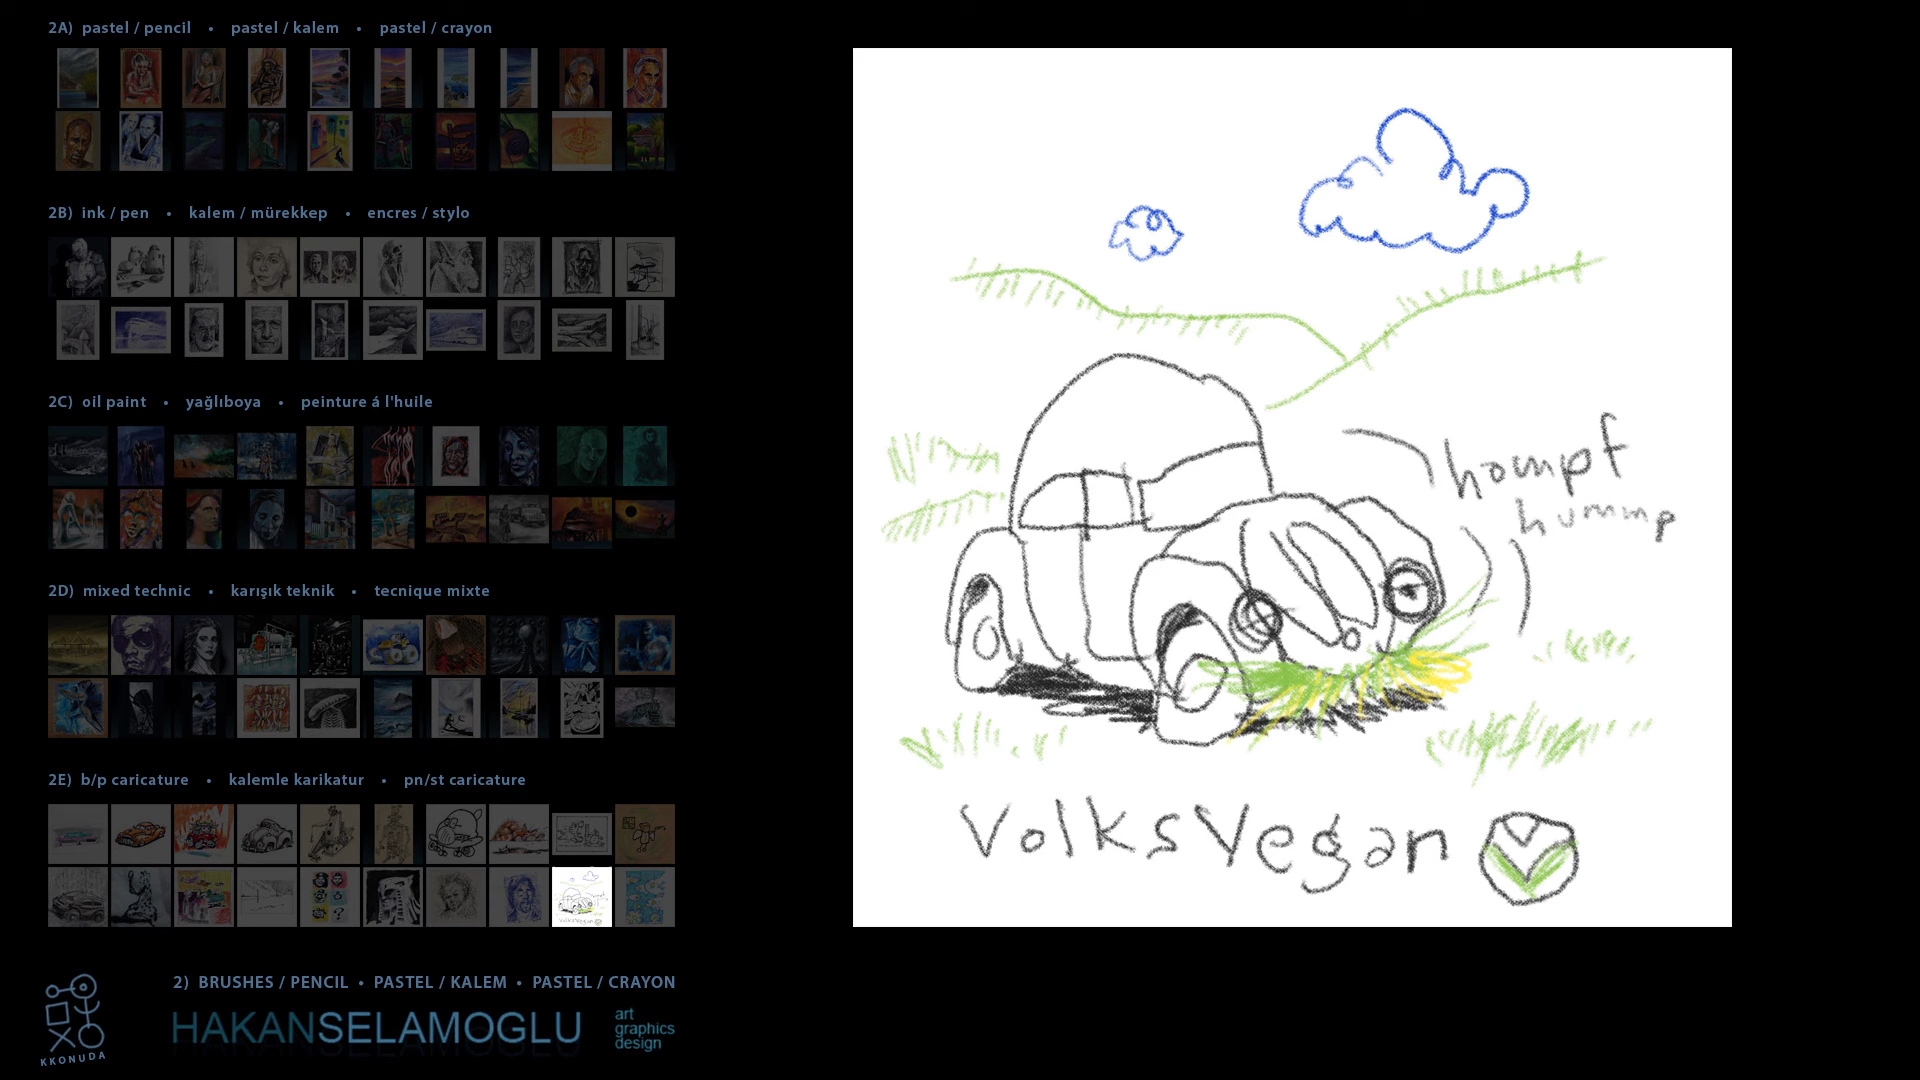 2A) pastel / pencil • pastel / kalem • pastel / crayon
2B) ink / pen • kalem / mürekkep • encres / stylo
2C) oil paint • yağlıboya • peinture á l'huile
2D) mixed technic • karışık teknik • tecnique mixte
2E) b/p caricature • kalemle karikatur • pn/st caricature
2) BRUSHES / PENCIL • PASTEL / KALEM • PASTEL / CRAYON
HAKANSELAMOGLU
art
graphics
design
KKONUDA
hompf
hummp
VolksVegan